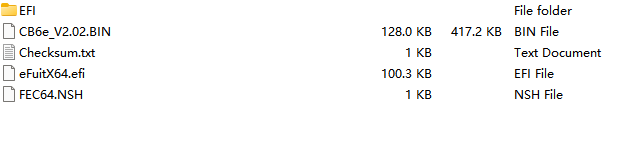 EFI File folder
CB6e_V2.02.BIN 128.0 KB 417.2 KB BIN File
Checksum.txt 1 KB Text Document
eFuitX64.efi 100.3 KB EFI File
FEC64.NSH 1 KB NSH File